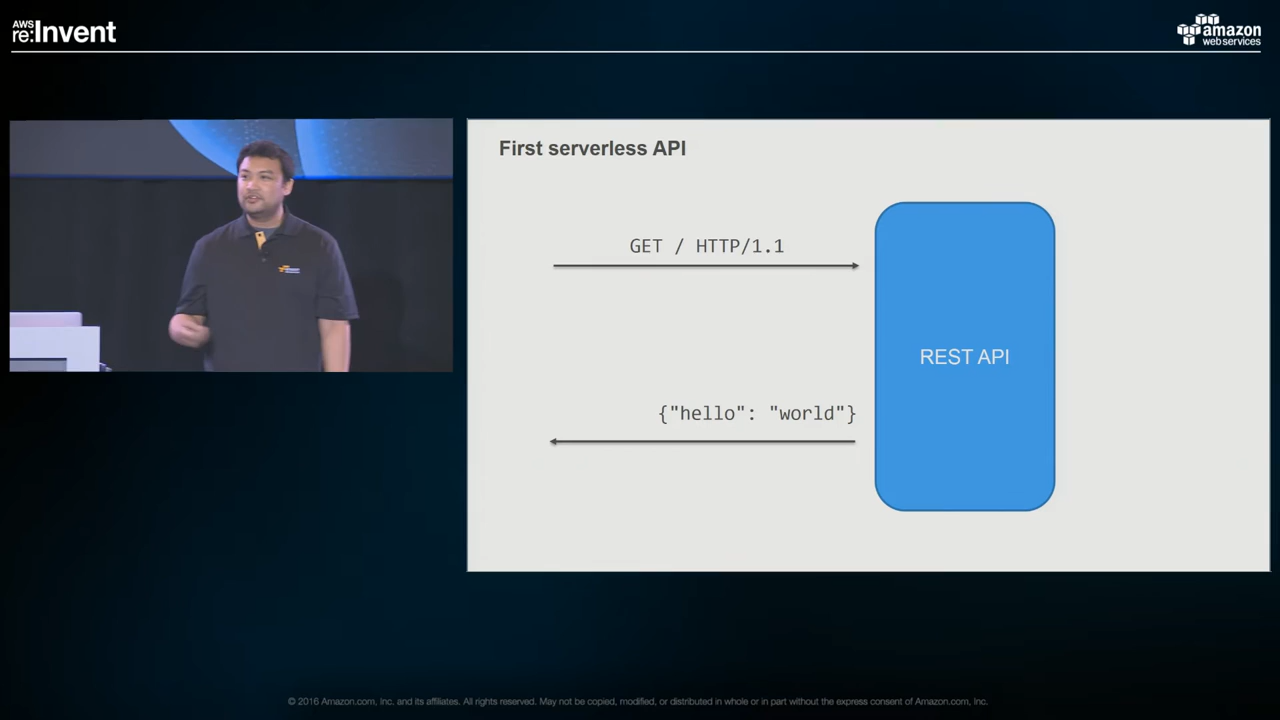 AWS
re:Invent
amazon
web services
First serverless API
GET / HTTP/1.1
REST API
{"hello": "world"}
© 2016 Amazon.com, Inc. and its affiliates. All rights reserved. May not be copied, modified, or distributed in whole or in part without the express consent of Amazon.com, Inc.